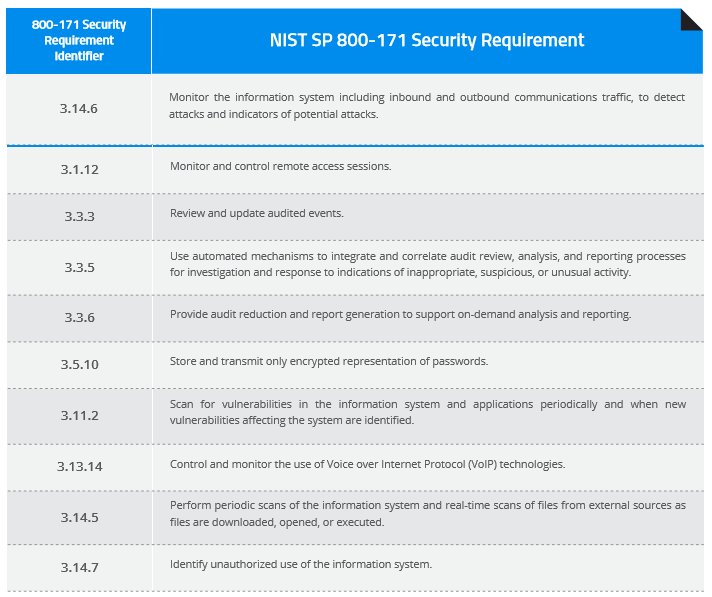 800-171 Security
Requirement
Identifier
NIST SP 800-171 Security Requirement
3.14.6
Monitor the information system including inbound and outbound communications traffic, to detect
attacks and indicators of potential attacks.
3.1.12
Monitor and control remote access sessions.
3.3.3
Review and update audited events.
3.3.5
Use automated mechanisms to integrate and correlate audit review, analysis, and reporting processes
for investigation and response to indications of inappropriate, suspicious, or unusual activity.
3.3.6
Provide audit reduction and report generation to support on-demand analysis and reporting.
3.5.10
Store and transmit only encrypted representation of passwords.
3.11.2
Scan for vulnerabilities in the information system and applications periodically and when new
vulnerabilities affecting the system are identified.
3.13.14
Control and monitor the use of Voice over Internet Protocol (VoIP) technologies.
3.14.5
Perform periodic scans of the information system and real-time scans of files from external sources as
files are downloaded, opened, or executed.
3.14.7
Identify unauthorized use of the information system.